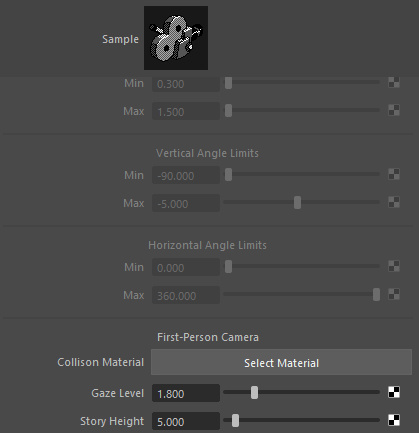 Sample
Min 0.300
Max 1.500
Vertical Angle Limits
Min -90.000
Max -5.000
Horizontal Angle Limits
Min 0.000
Max 360.000
First-Person Camera
Collison Material Select Material
Gaze Level 1.800
Story Height 5.000